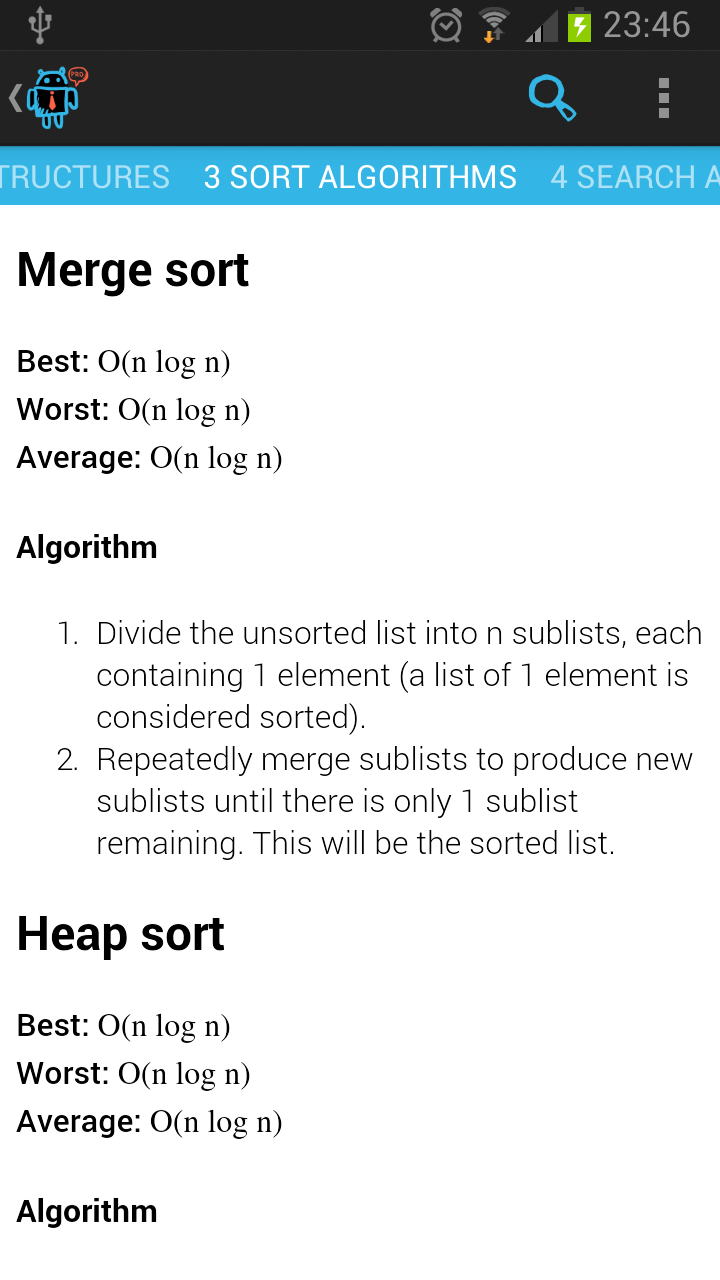 23:46
PRO
TRUCTURES 3 SORT ALGORITHMS 4 SEARCH A
Merge sort
Best: O(n log n)
Worst: O(n log n)
Average: O(n log n)
Algorithm
1. Divide the unsorted list into n sublists, each
containing 1 element (a list of 1 element is
considered sorted).
2. Repeatedly merge sublists to produce new
sublists until there is only 1 sublist
remaining. This will be the sorted list.
Heap sort
Best: O(n log n)
Worst: O(n log n)
Average: O(n log n)
Algorithm